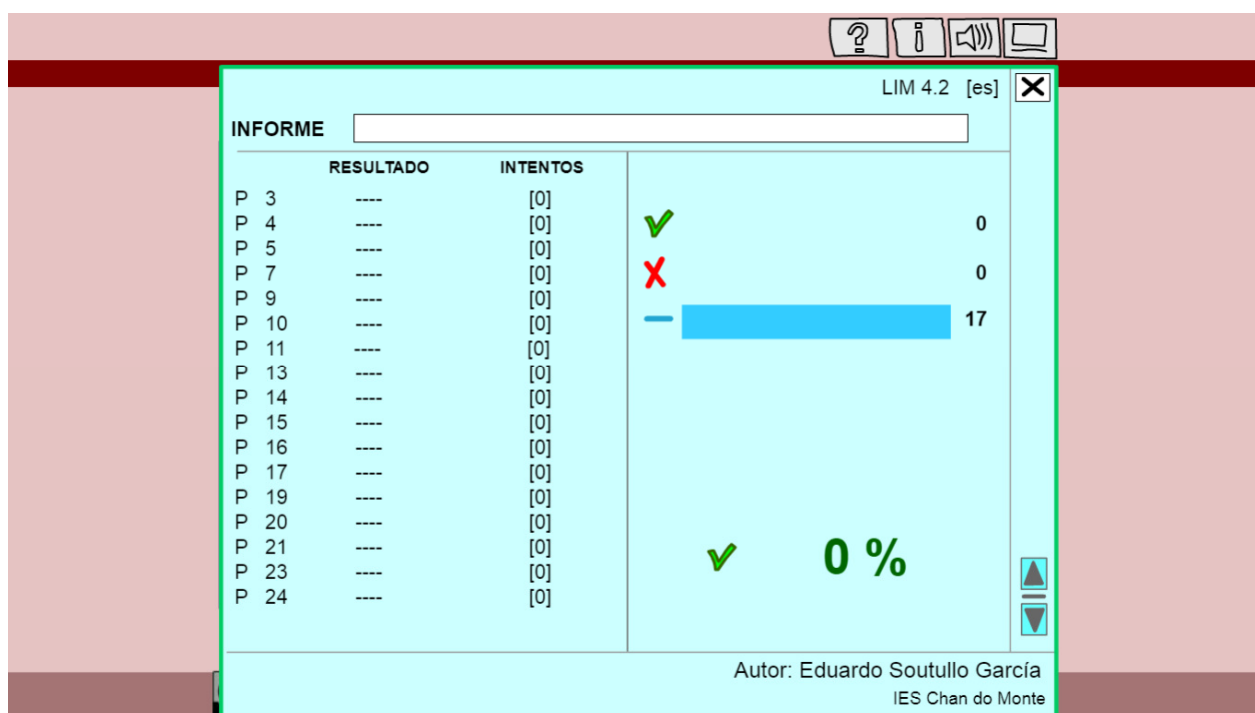 LIM 4.2 [es]
INFORME
RESULTADO INTENTOS
P 3 ---- [0]
P 4 ---- [0]
P 5 ---- [0]
P 7 ---- [0]
P 9 ---- [0]
P 10 ---- [0]
P 11 ---- [0]
P 13 ---- [0]
P 14 ---- [0]
P 15 ---- [0]
P 16 ---- [0]
P 17 ---- [0]
P 19 ---- [0]
P 20 ---- [0]
P 21 ---- [0]
P 23 ---- [0]
P 24 ---- [0]
0
0
17
0 %
Autor: Eduardo Soutullo García
IES Chan do Monte